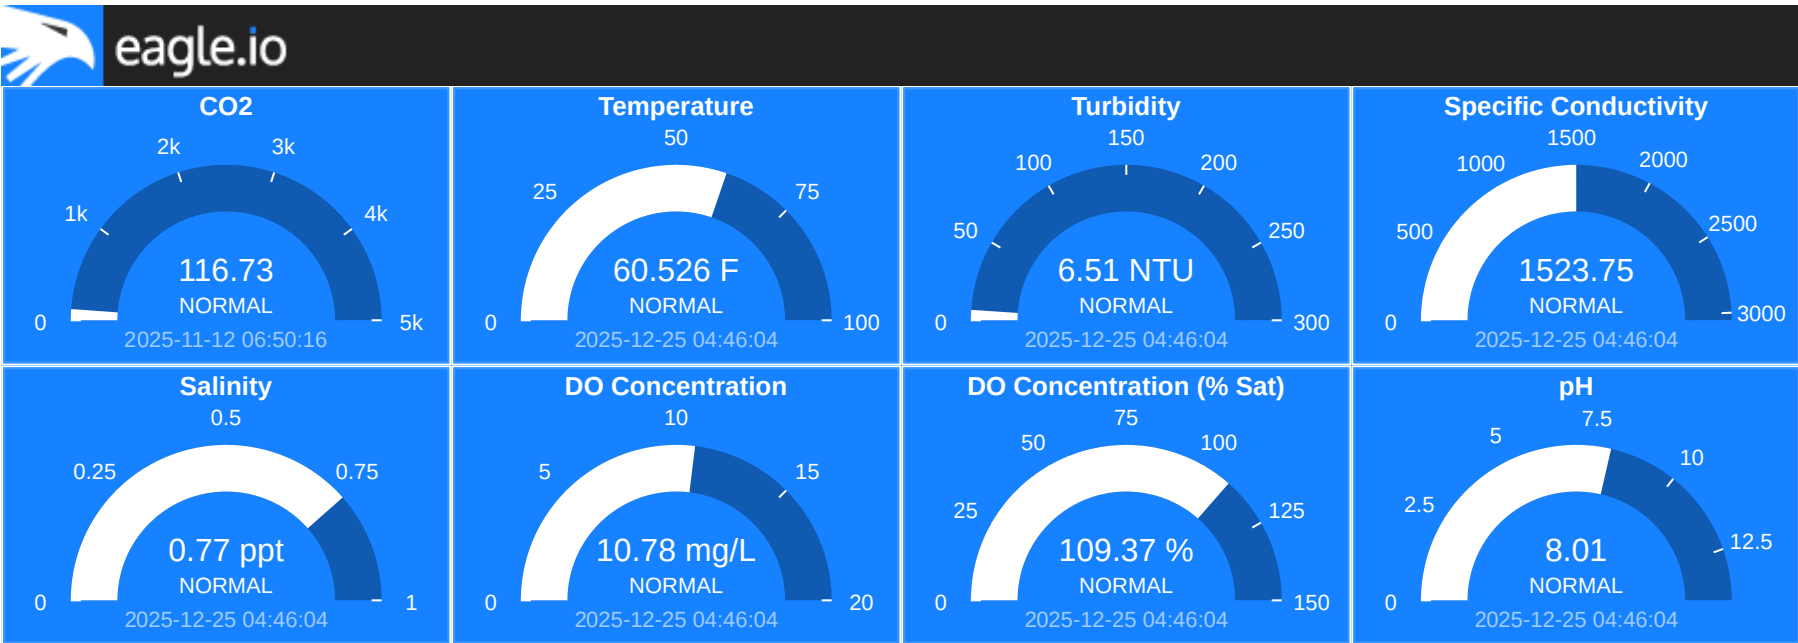 eagle.io
CO2
0
1k
2k
3k
4k
5k
116.73
NORMAL
2025-11-12 06:50:16
Temperature
0
25
50
75
100
60.526 F
NORMAL
2025-12-25 04:46:04
Turbidity
0
50
100
150
200
250
300
6.51 NTU
NORMAL
2025-12-25 04:46:04
Specific Conductivity
0
500
1000
1500
2000
2500
3000
1523.75
NORMAL
2025-12-25 04:46:04
Salinity
0
0.25
0.5
0.75
1
0.77 ppt
NORMAL
2025-12-25 04:46:04
DO Concentration
0
5
10
15
20
10.78 mg/L
NORMAL
2025-12-25 04:46:04
DO Concentration (% Sat)
0
25
50
75
100
125
150
109.37 %
NORMAL
2025-12-25 04:46:04
pH
0
2.5
5
7.5
10
12.5
8.01
NORMAL
2025-12-25 04:46:04